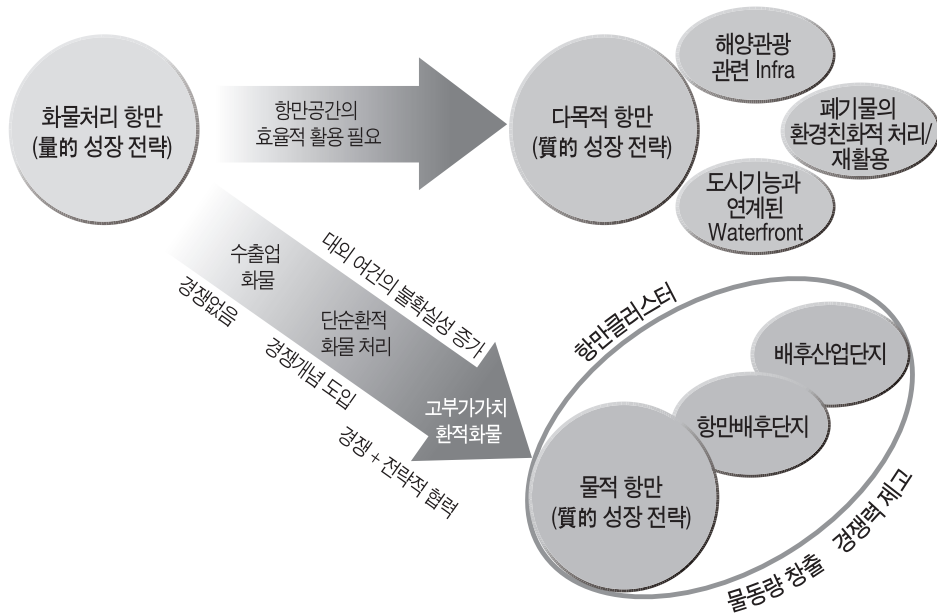 화물처리 항만
(量的 성장 전략)
항만공간의
효율적 활용 필요
다목적 항만
(質的 성장 전략)
해양관광
관련 Infra
폐기물의
환경친화적 처리/
재활용
도시기능과
연계된
Waterfront
수출업
화물
단순환적
화물 처리
고부가가치
환적화물
대외 여건의 불확실성 증가
경쟁없음
경쟁개념 도입
경쟁 + 전략적 협력
항만클러스터
배후산업단지
항만배후단지
물적 항만
(質的 성장 전략)
물동량 창출 경쟁력 제고